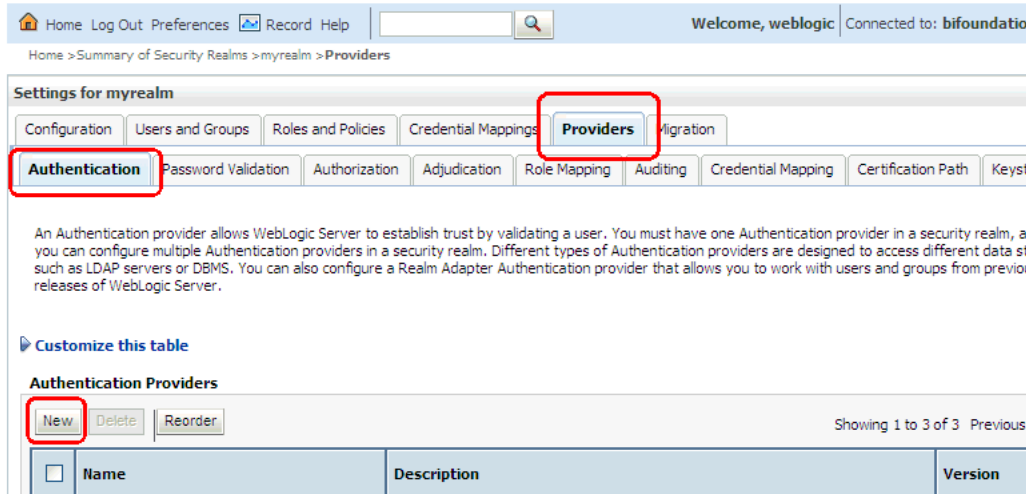 Home Log Out Preferences Record Help Welcome, weblogic Connected to: bifoundatio
Home >Summary of Security Realms >myrealm >Providers
Settings for myrealm
Configuration Users and Groups Roles and Policies Credential Mappings Providers Migration
Authentication Password Validation Authorization Adjudication Role Mapping Auditing Credential Mapping Certification Path Keyst
An Authentication provider allows WebLogic Server to establish trust by validating a user. You must have one Authentication provider in a security realm, a
you can configure multiple Authentication providers in a security realm. Different types of Authentication providers are designed to access different data st
such as LDAP servers or DBMS. You can also configure a Realm Adapter Authentication provider that allows you to work with users and groups from previou
releases of WebLogic Server.
Customize this table
Authentication Providers
New Delete Reorder Showing 1 to 3 of 3 Previous
Name Description Version